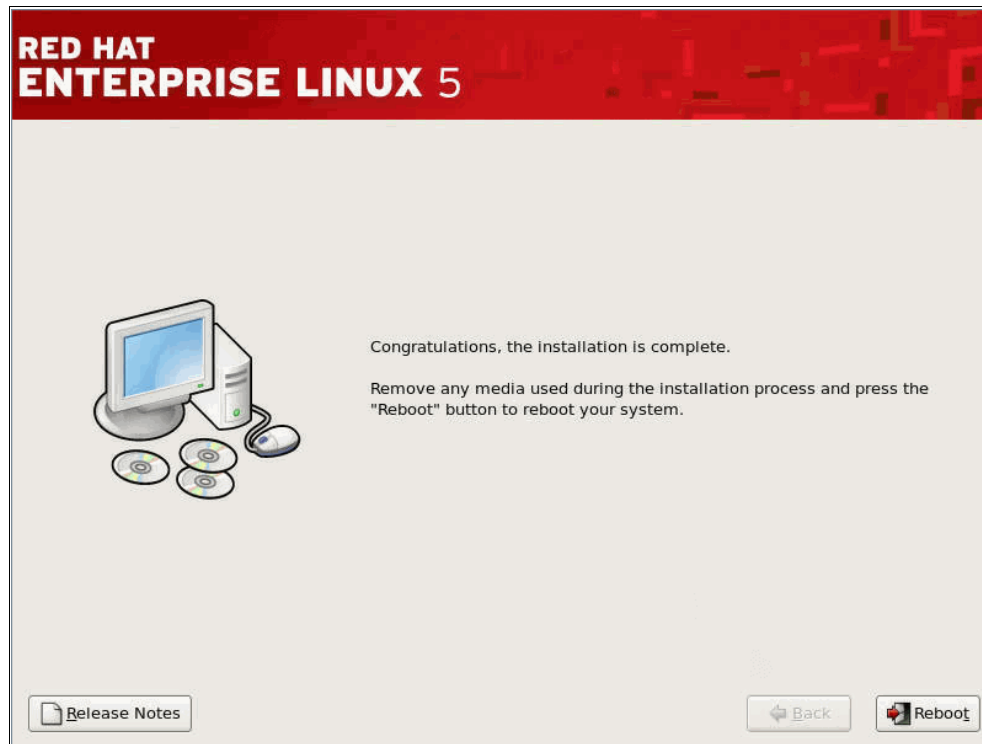 RED HAT
ENTERPRISE LINUX 5
Congratulations, the installation is complete.
Remove any media used during the installation process and press the
"Reboot" button to reboot your system.
Release Notes
Back
Reboot